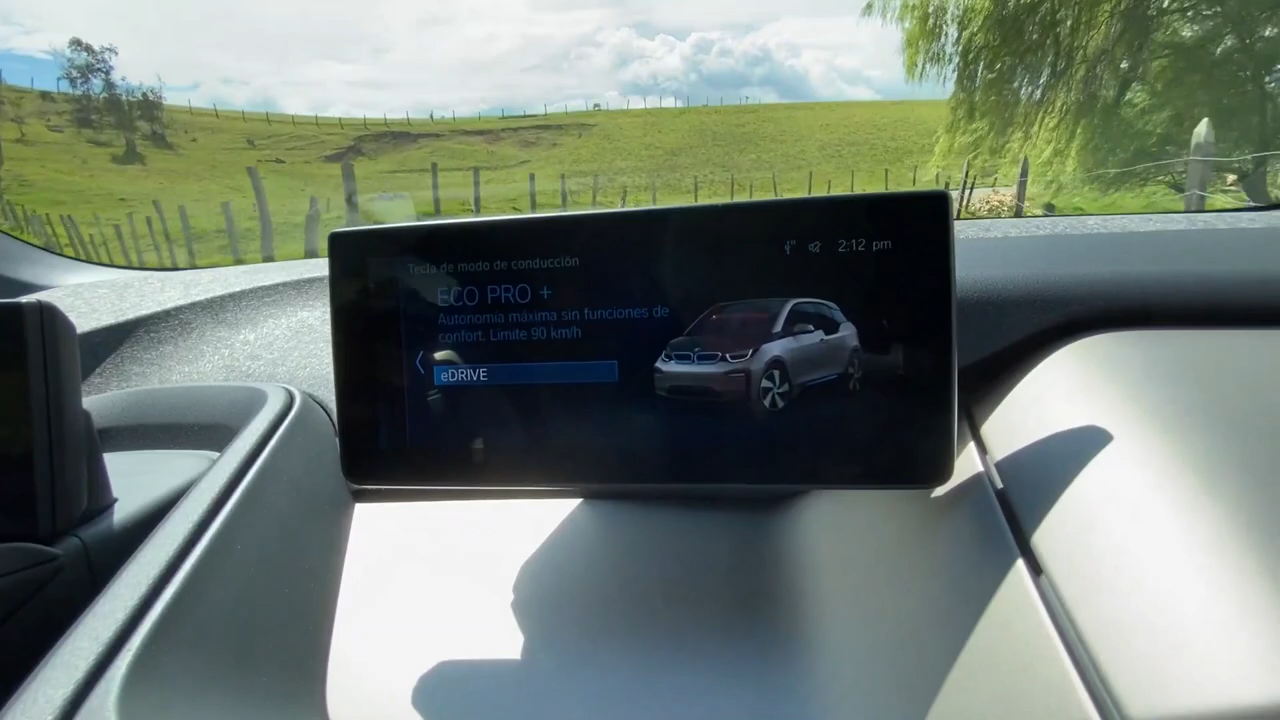 2:12 pm
Tecla de modo de conducción
ECO PRO +
Autonomía máxima sin funciones de
confort. Límite 90 km/h
eDRIVE